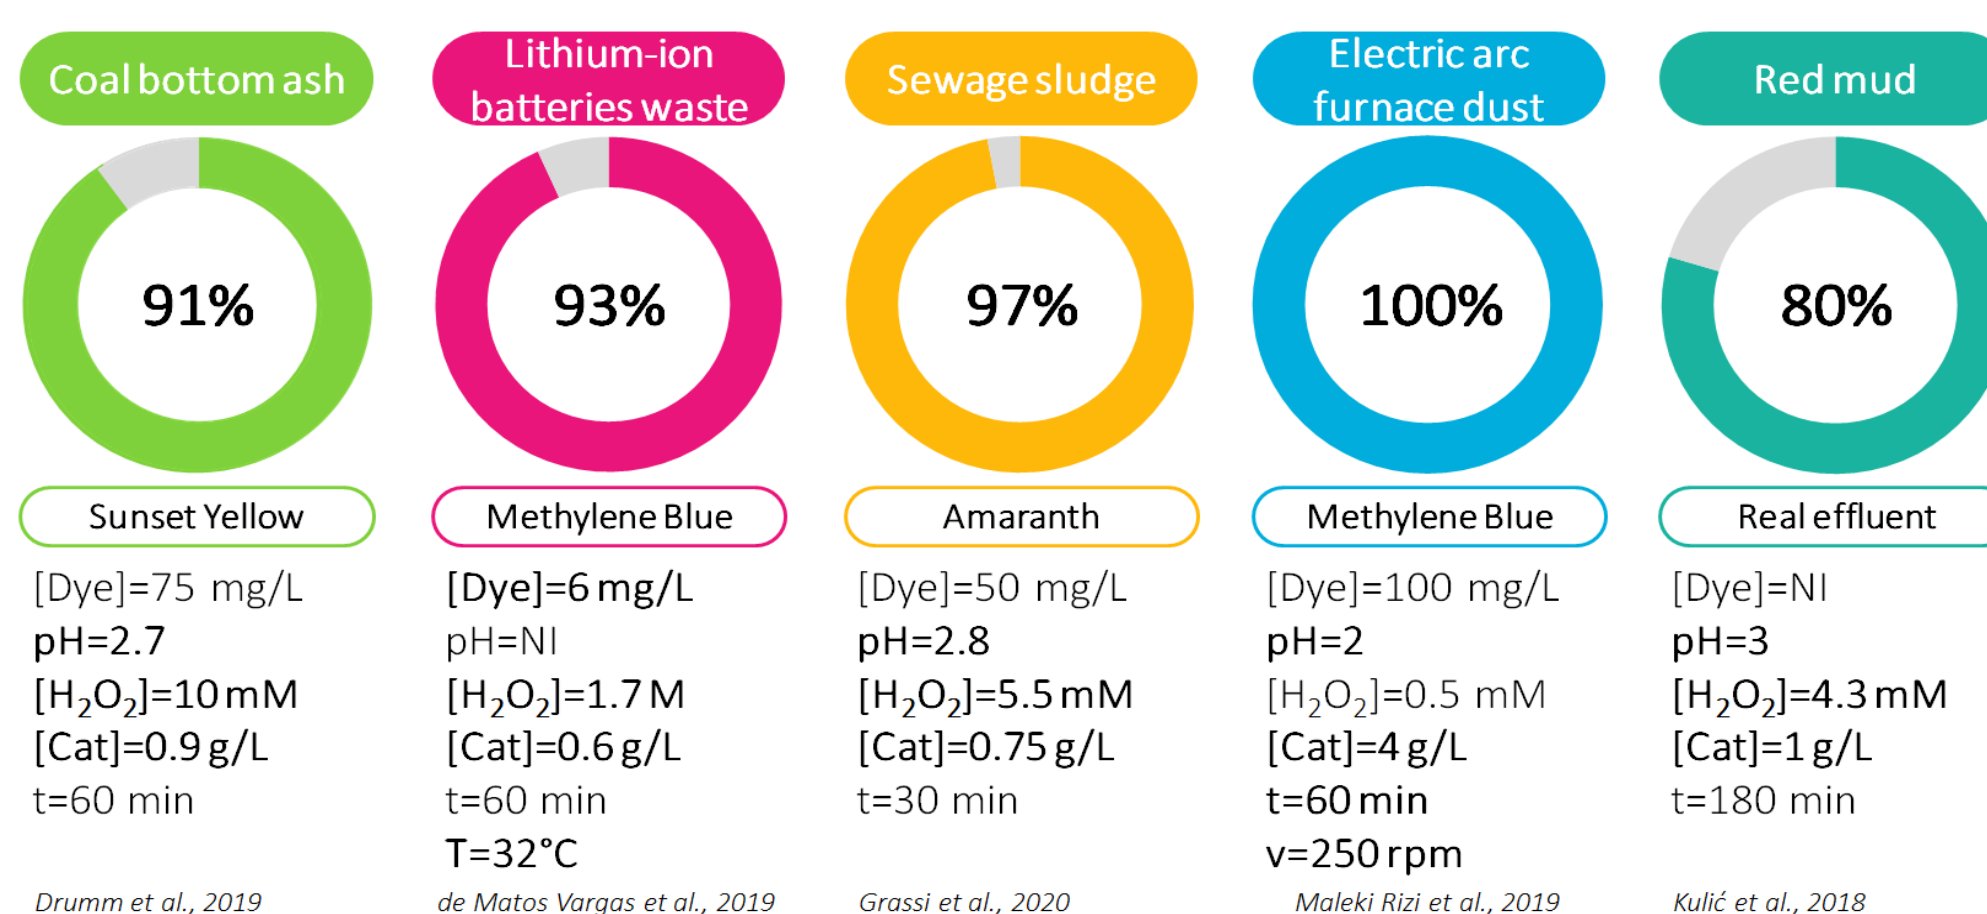 Coal bottom ash
91%
Sunset Yellow
[Dye]=75 mg/L
pH=2.7
[H₂O₂]=10 mM
[Cat]=0.9 g/L
t=60 min
Drumm et al., 2019
Lithium-ion
batteries waste
93%
Methylene Blue
[Dye]=6 mg/L
pH=NI
[H₂O₂]=1.7 M
[Cat]=0.6 g/L
t=60 min
T=32°C
de Matos Vargas et al., 2019
Sewage sludge
97%
Amaranth
[Dye]=50 mg/L
pH=2.8
[H₂O₂]=5.5 mM
[Cat]=0.75 g/L
t=30 min
Grassi et al., 2020
Electric arc
furnace dust
100%
Methylene Blue
[Dye]=100 mg/L
pH=2
[H₂O₂]=0.5 mM
[Cat]=4 g/L
t=60 min
v=250 rpm
Maleki Rizi et al., 2019
Red mud
80%
Real effluent
[Dye]=NI
pH=3
[H₂O₂]=4.3 mM
[Cat]=1 g/L
t=180 min
Kulić et al., 2018